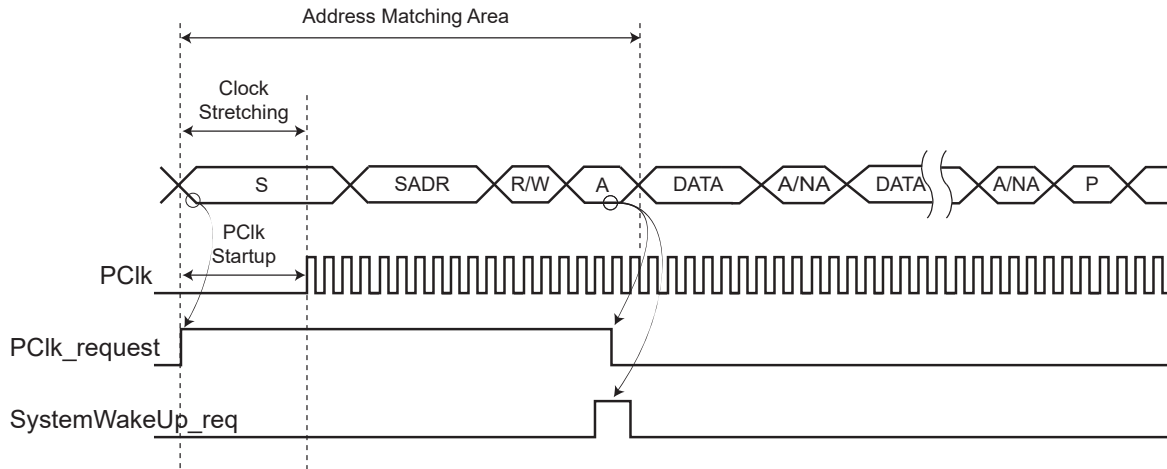 Address Matching Area
Clock
Stretching
S
SADR
R/W
A
DATA
A/NA
DATA
A/NA
P
PClk
Startup
PClk
PClk_request
SystemWakeUp_req